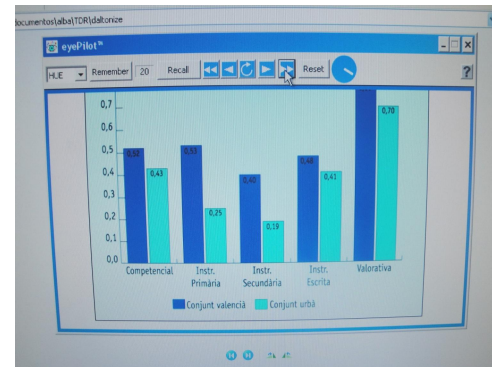 documentos\alba\TDR\daltonize
eyePilot™
HUE Remember 20 Recall Reset
0,7
0,6
0,5
0,4
0,3
0,2
0,1
0,0
0,52 0,43 0,53 0,25 0,40 0,19 0,48 0,41 0,70
Competencial Instr. Primària Instr. Secundària Instr. Escrita Valorativa
Conjunt valencià Conjunt urbà